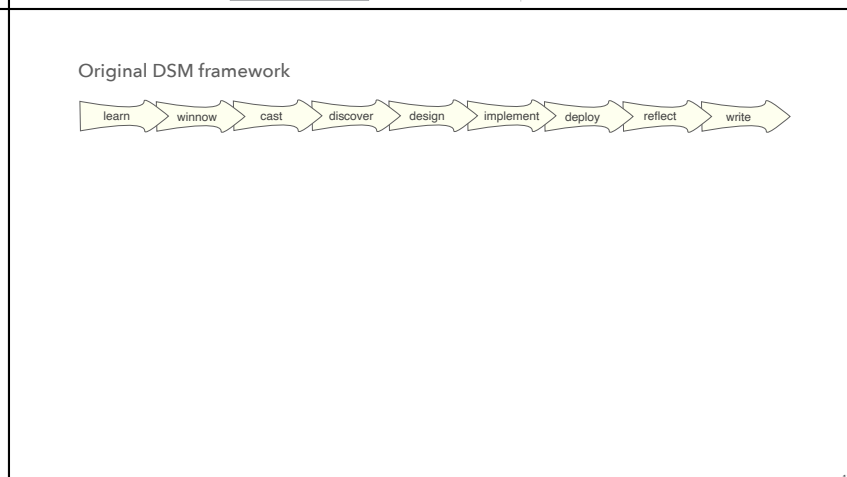 Original DSM framework
learn winnow cast discover design implement deploy reflect write